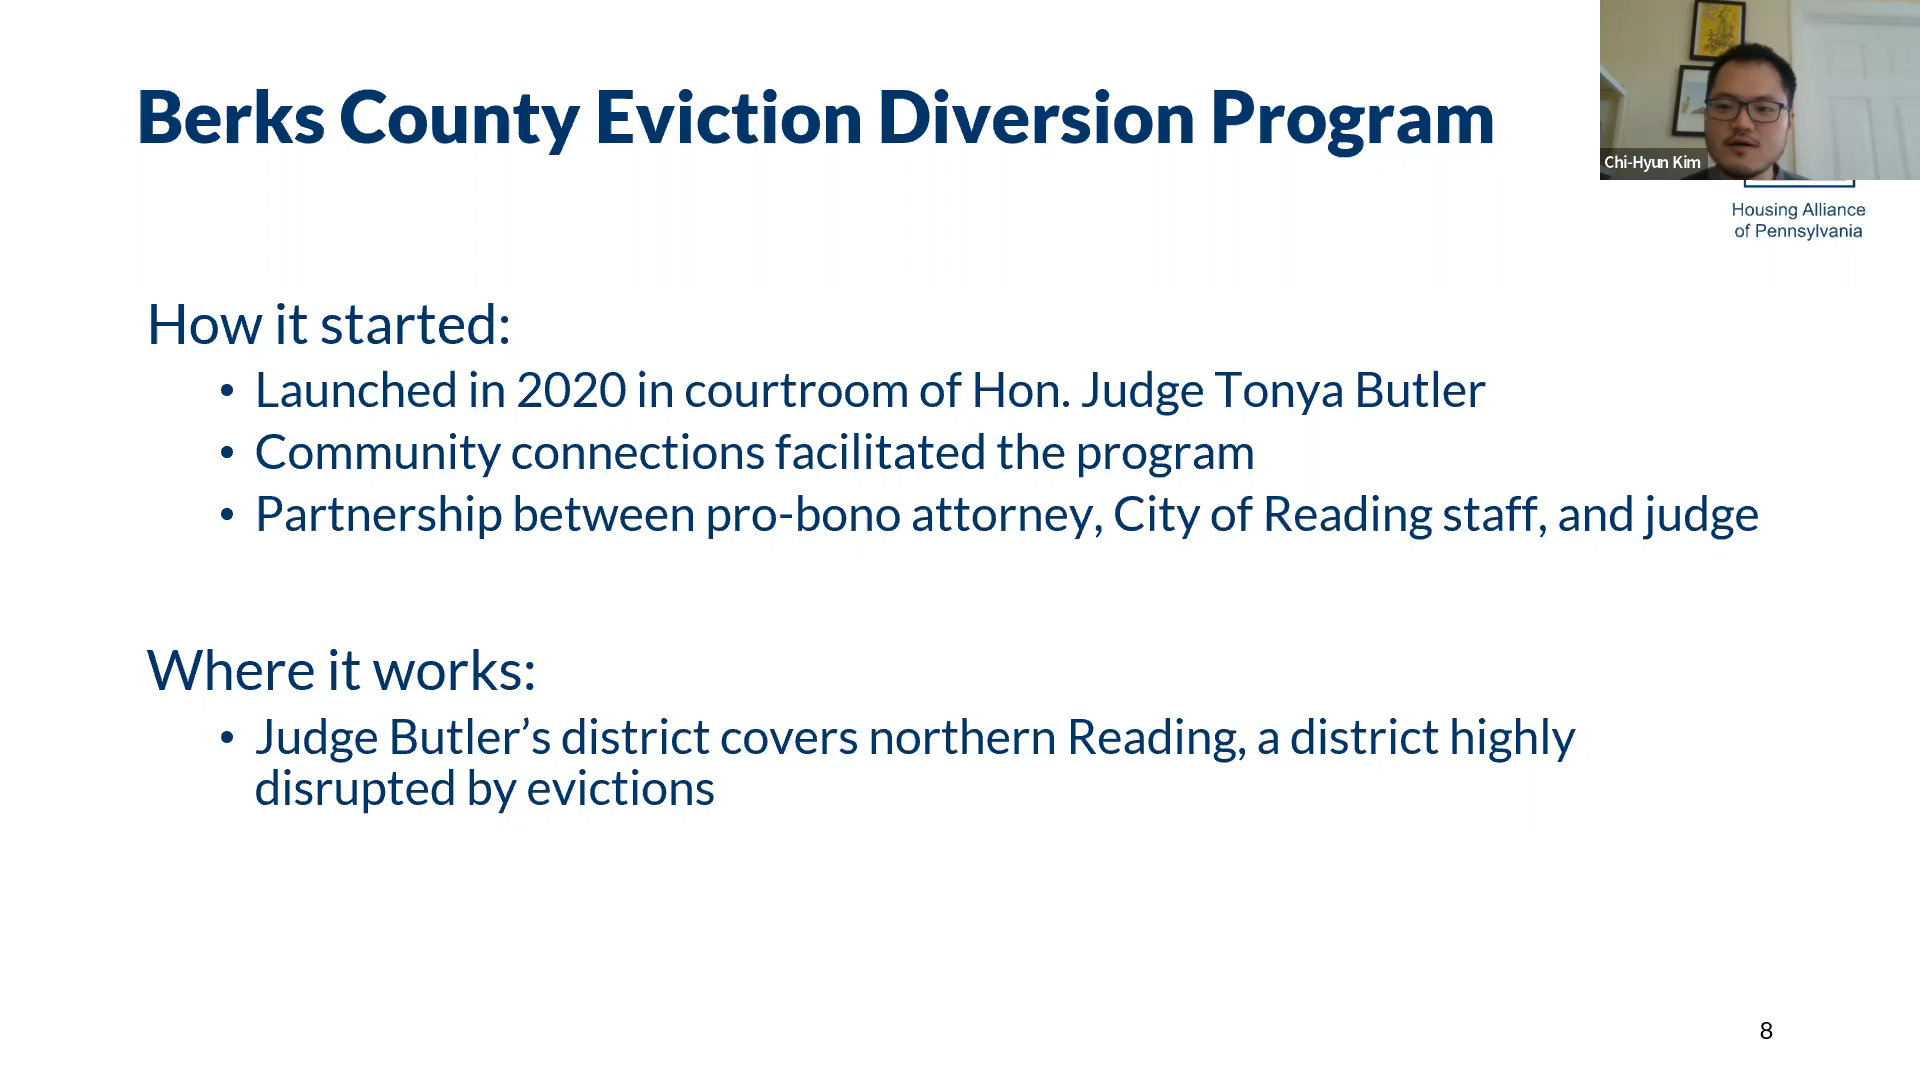 Berks County Eviction Diversion Program
Chi-Hyun Kim
Housing Alliance
of Pennsylvania
How it started:
• Launched in 2020 in courtroom of Hon. Judge Tonya Butler
• Community connections facilitated the program
• Partnership between pro-bono attorney, City of Reading staff, and judge
Where it works:
• Judge Butler’s district covers northern Reading, a district highly
disrupted by evictions
8